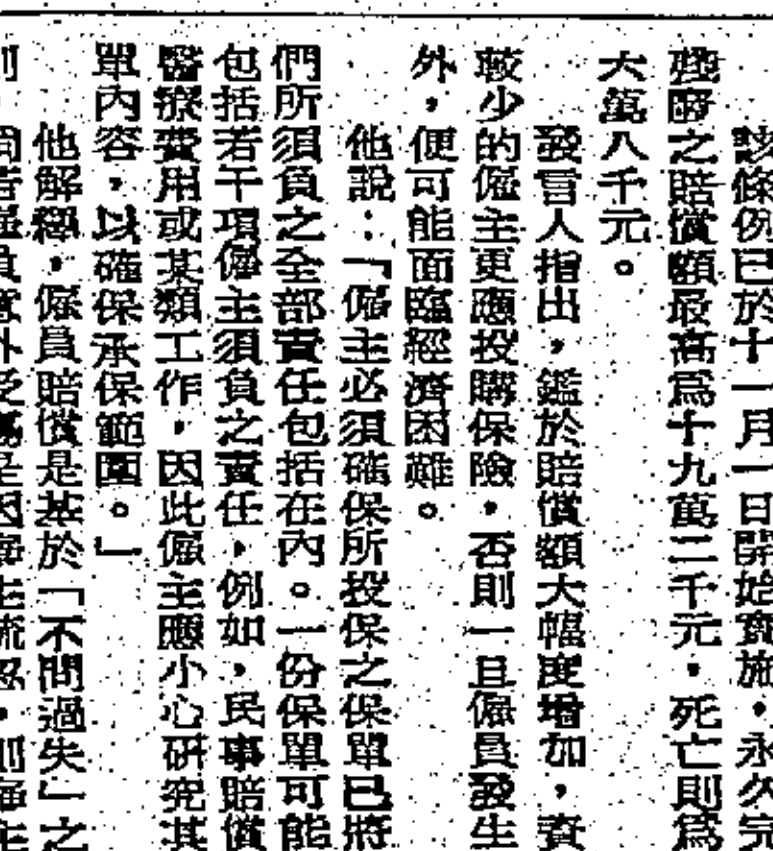 該條例已於十一月一日開始實施，永久完
殘廢之賠償額最高爲十九萬二千元，死亡則爲
大萬八千元。
發言人指出，鑑於賠償額大幅度增加，資
較少的僱主更應投購保險，否則一旦僱員發生
外，便可能面臨經濟困難。
他說：「僱主必須確保所投保之保單已將
們所須負之全部責任包括在內。一份保單可能
包括若干項僱主須負之責任，例如，民事賠償
醫療費用或某類工作，因此僱主應小心研究其
單內容，以確保承保範圍。」
他解釋，僱員賠償是基於「不問過失」之